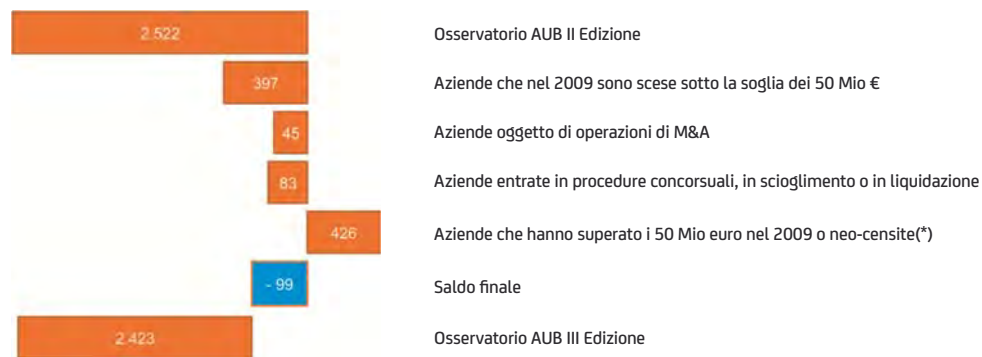 2.522 Osservatorio AUB II Edizione
397 Aziende che nel 2009 sono scese sotto la soglia dei 50 Mio €
45 Aziende oggetto di operazioni di M&A
83 Aziende entrate in procedure concorsuali, in scioglimento o in liquidazione
426 Aziende che hanno superato i 50 Mio euro nel 2009 o neo-censite(*)
- 99 Saldo finale
2.423 Osservatorio AUB III Edizione